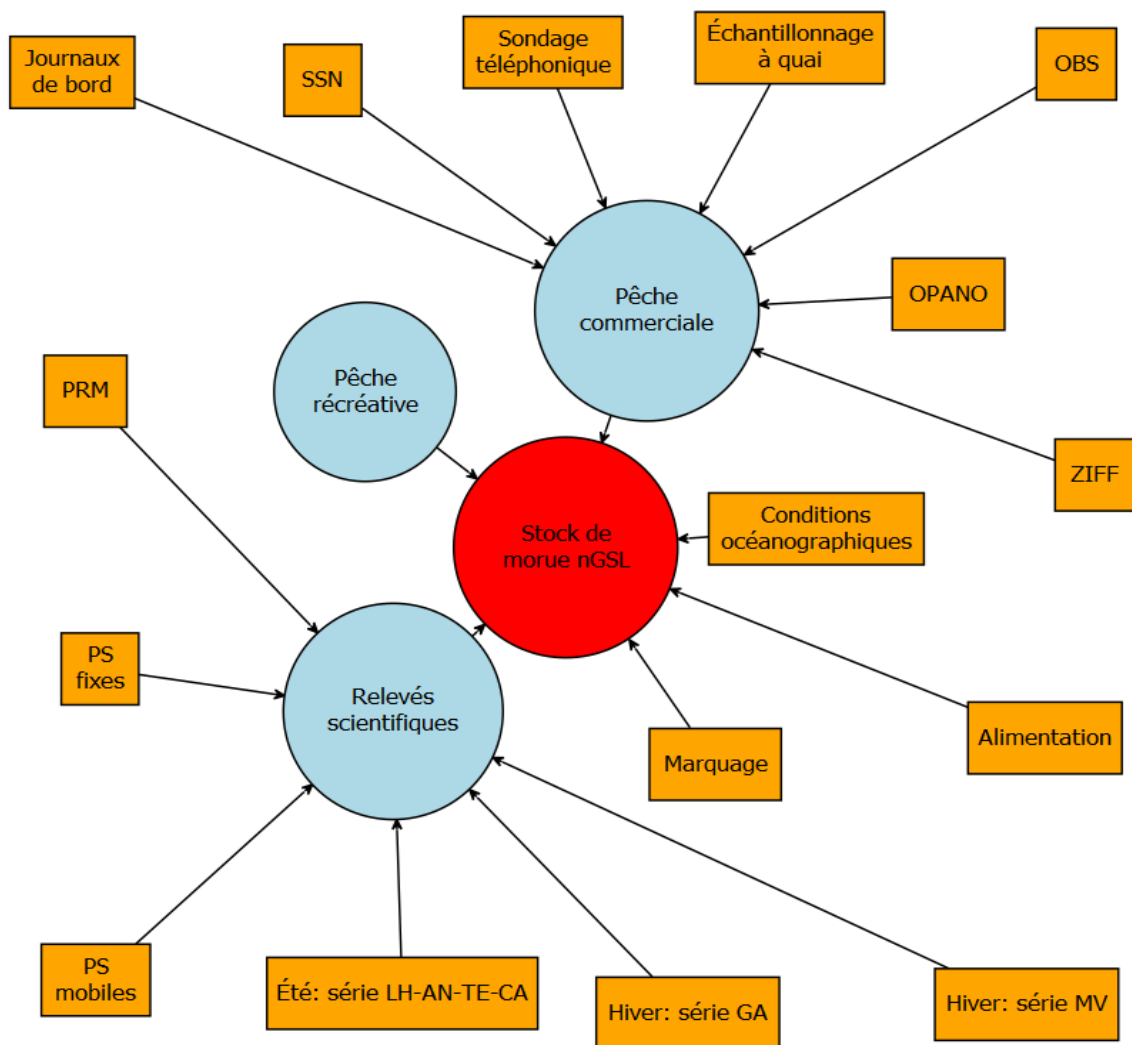 Journaux
de bord
SSN
Sondage
téléphonique
Échantillonnage
à quai
OBS
Pêche
commerciale
OPANO
Pêche
récréative
PRM
ZIFF
Stock de
morue nGSL
Conditions
océanographiques
PS
fixes
Relevés
scientifiques
Marquage
Alimentation
PS
mobiles
Été: série LH-AN-TE-CA
Hiver: série GA
Hiver: série MV